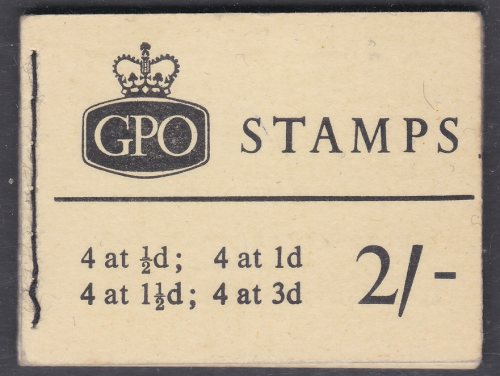 GPO STAMPS
4 at ½d; 4 at 1d
4 at 1½d; 4 at 3d 2/-